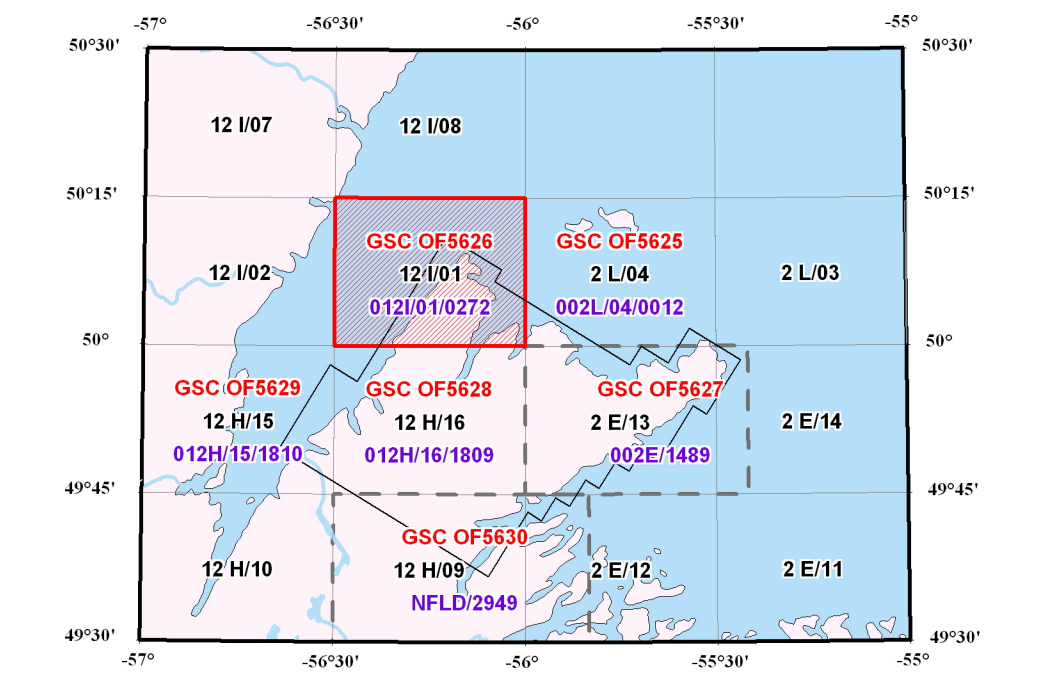 -57° -56°30' -56° -55°30' -55°
50°30' 50°30'
12 I/07 12 I/08
50°15' 50°15'
GSC OF5626 GSC OF5625
12 I/02 12 I/01 2 L/04 2 L/03
012I/01/0272 002L/04/0012
50° 50°
GSC OF5629 GSC OF5628 GSC OF5627
12 H/15 12 H/16 2 E/13 2 E/14
012H/15/1810 012H/16/1809 002E/1489
49°45' 49°45'
GSC OF5630
12 H/10 12 H/09 2 E/12 2 E/11
NFLD/2949
49°30' 49°30'
-57° -56°30' -56° -55°30' -55°